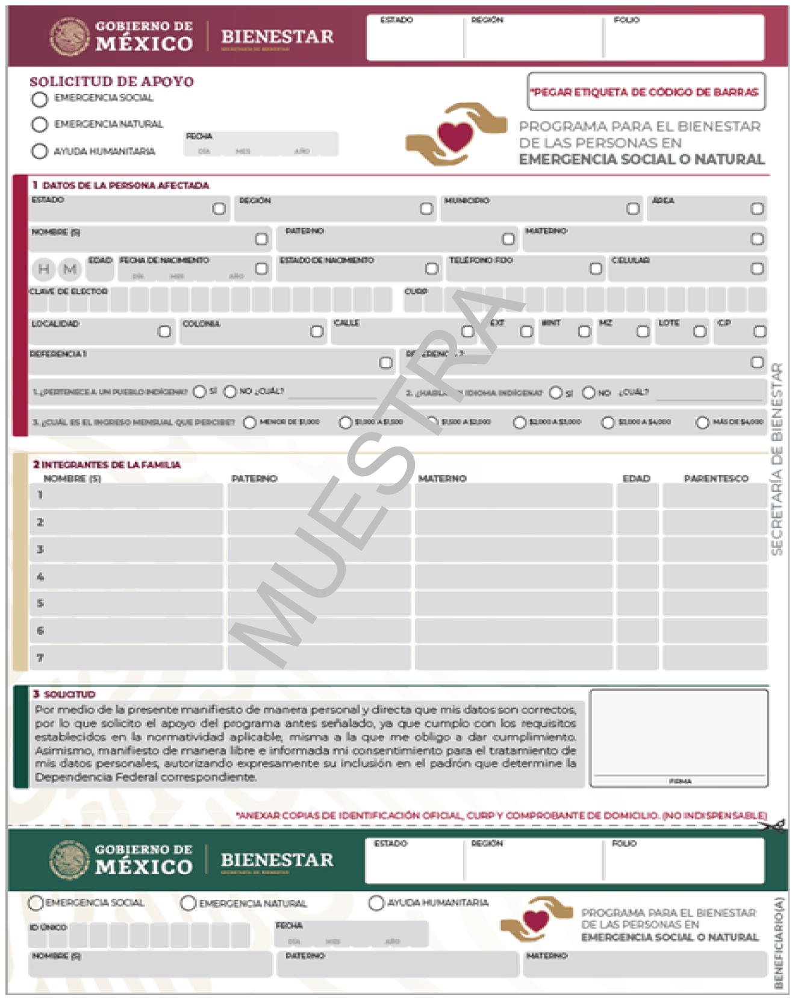 GOBIERNO DE MÉXICO
BIENESTAR
SECRETARÍA DE BIENESTAR
ESTADO REGIÓN FOLIO
SOLICITUD DE APOYO
EMERGENCIA SOCIAL
EMERGENCIA NATURAL
AYUDA HUMANITARIA
FECHA
DÍA MES AÑO
*PEGAR ETIQUETA DE CÓDIGO DE BARRAS
PROGRAMA PARA EL BIENESTAR
DE LAS PERSONAS EN
EMERGENCIA SOCIAL O NATURAL
1 DATOS DE LA PERSONA AFECTADA
ESTADO REGIÓN MUNICIPIO ÁREA
NOMBRE (S) PATERNO MATERNO
H M EDAD FECHA DE NACIMIENTO ESTADO DE NACIMIENTO TELÉFONO FIJO CELULAR
DÍA MES AÑO
CLAVE DE ELECTOR CURP
LOCALIDAD COLONIA CALLE EXT #INT MZ LOTE C.P
REFERENCIA 1 REFERENCIA 2
1. ¿PERTENECE A UN PUEBLO INDÍGENA? SÍ NO ¿CUÁL? 2. ¿HABLA UN IDIOMA INDÍGENA? SÍ NO ¿CUÁL?
3. ¿CUÁL ES EL INGRESO MENSUAL QUE PERCIBE? MENOR DE $1,000 $1,000 A $1,500 $1,500 A $2,000 $2,000 A $3,000 $3,000 A $4,000 MÁS DE $4,000
2 INTEGRANTES DE LA FAMILIA
NOMBRE (S) PATERNO MATERNO EDAD PARENTESCO
1
2
3
4
5
6
7
MUESTRA
SECRETARÍA DE BIENESTAR
3 SOLICITUD
Por medio de la presente manifiesto de manera personal y directa que mis datos son correctos,
por lo que solicito el apoyo del programa antes señalado, ya que cumplo con los requisitos
establecidos en la normatividad aplicable, misma a la que me obligo a dar cumplimiento.
Asimismo, manifiesto de manera libre e informada mi consentimiento para el tratamiento de
mis datos personales, autorizando expresamente su inclusión en el padrón que determine la
Dependencia Federal correspondiente.
FIRMA
*ANEXAR COPIAS DE IDENTIFICACIÓN OFICIAL, CURP Y COMPROBANTE DE DOMICILIO. (NO INDISPENSABLE)
GOBIERNO DE MÉXICO
BIENESTAR
SECRETARÍA DE BIENESTAR
ESTADO REGIÓN FOLIO
EMERGENCIA SOCIAL EMERGENCIA NATURAL AYUDA HUMANITARIA
PROGRAMA PARA EL BIENESTAR
DE LAS PERSONAS EN
EMERGENCIA SOCIAL O NATURAL
ID ÚNICO FECHA
DÍA MES AÑO
NOMBRE (S) PATERNO MATERNO
BENEFICIARIO(A)